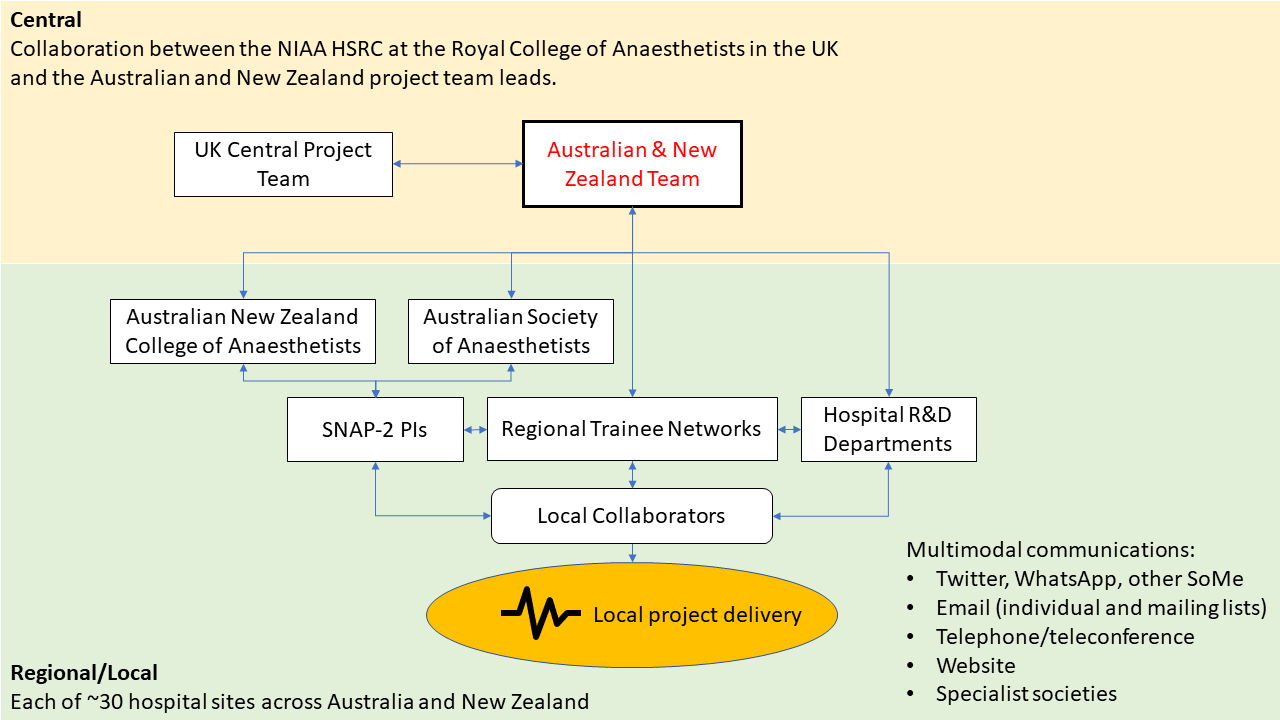 Central
Collaboration between the NIAA HSRC at the Royal College of Anaesthetists in the UK
and the Australian and New Zealand project team leads.
UK Central Project
Team
Australian & New
Zealand Team
Australian New Zealand
College of Anaesthetists
Australian Society
of Anaesthetists
SNAP-2 PIs
Regional Trainee Networks
Hospital R&D
Departments
Local Collaborators
Local project delivery
Multimodal communications:
• Twitter, WhatsApp, other SoMe
• Email (individual and mailing lists)
• Telephone/teleconference
• Website
• Specialist societies
Regional/Local
Each of ~30 hospital sites across Australia and New Zealand